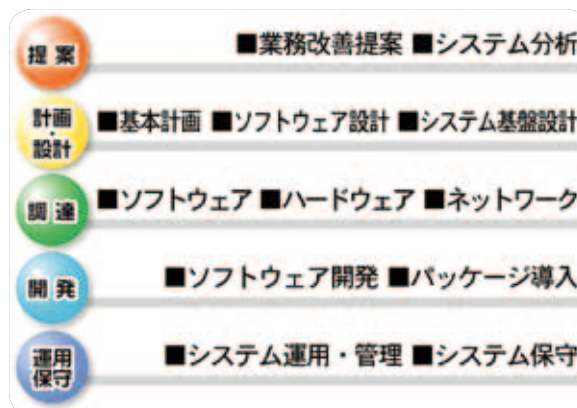 提案
■業務改善提案 ■システム分析
計画
・
設計
■基本計画 ■ソフトウェア設計 ■システム基盤設計
調達
■ソフトウェア ■ハードウェア ■ネットワーク
開発
■ソフトウェア開発 ■パッケージ導入
運用
保守
■システム運用・管理 ■システム保守